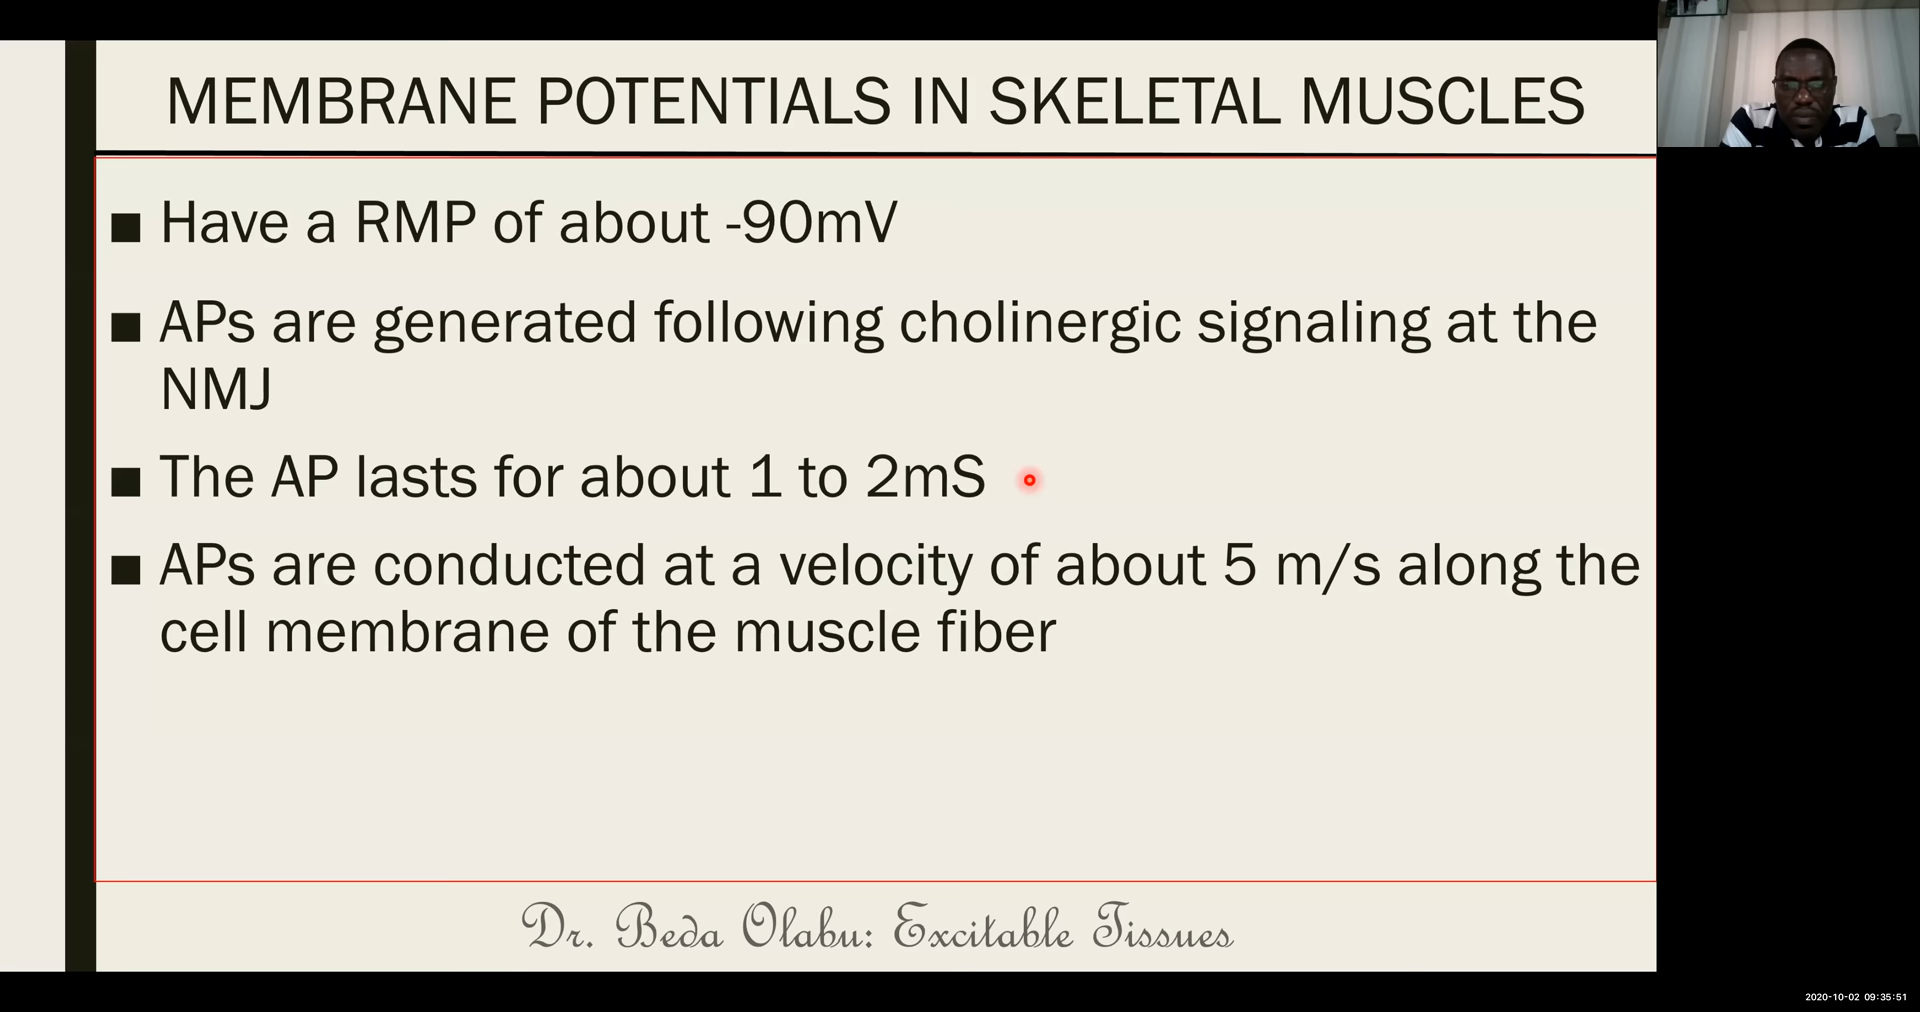 MEMBRANE POTENTIALS IN SKELETAL MUSCLES
■ Have a RMP of about -90mV
■ APs are generated following cholinergic signaling at the
NMJ
■ The AP lasts for about 1 to 2mS
■ APs are conducted at a velocity of about 5 m/s along the
cell membrane of the muscle fiber
Dr. Beda Olabu: Excitable Tissues
2020-10-02 09:35:51